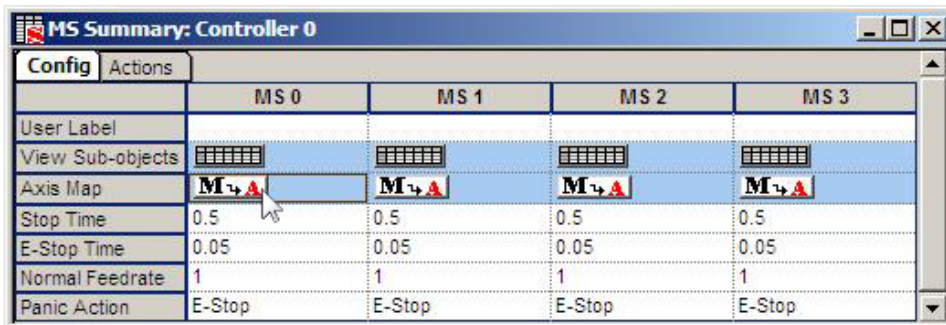 MS Summary: Controller 0
Config Actions
MS 0 MS 1 MS 2 MS 3
User Label
View Sub-objects
Axis Map M A M A M A M A
Stop Time 0.5 0.5 0.5 0.5
E-Stop Time 0.05 0.05 0.05 0.05
Normal Feedrate 1 1 1 1
Panic Action E-Stop E-Stop E-Stop E-Stop